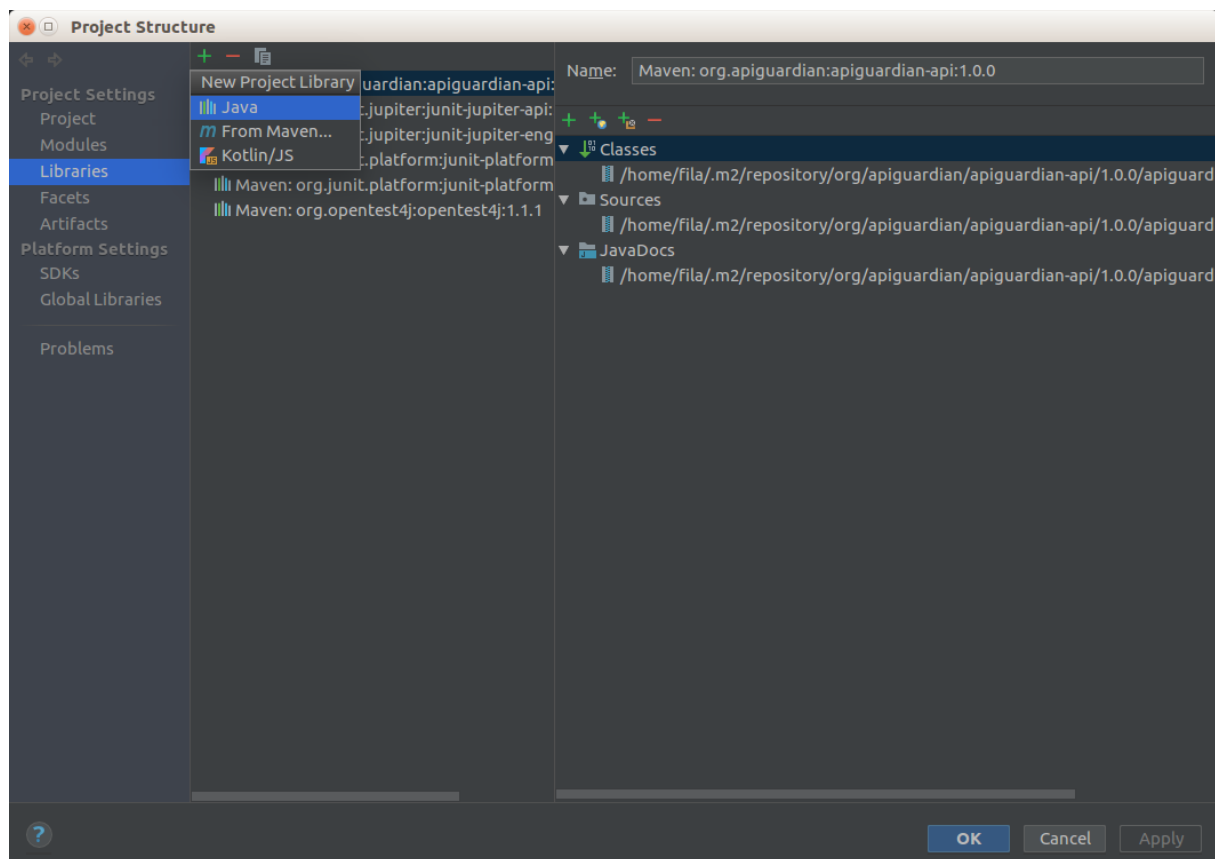 Project Structure
Project Settings
Project
Modules
Libraries
Facets
Artifacts
Platform Settings
SDKs
Global Libraries
Problems
New Project Library
Java
From Maven...
Kotlin/JS
uardian:apiguardian-api:
.jupiter:junit-jupiter-api:
.jupiter:junit-jupiter-eng
.platform:junit-platform
Maven: org.junit.platform:junit-platform
Maven: org.opentest4j:opentest4j:1.1.1
Name: Maven: org.apiguardian:apiguardian-api:1.0.0
Classes
/home/fila/.m2/repository/org/apiguardian/apiguardian-api/1.0.0/apiguard
Sources
/home/fila/.m2/repository/org/apiguardian/apiguardian-api/1.0.0/apiguard
JavaDocs
/home/fila/.m2/repository/org/apiguardian/apiguardian-api/1.0.0/apiguard
?
OK
Cancel
Apply